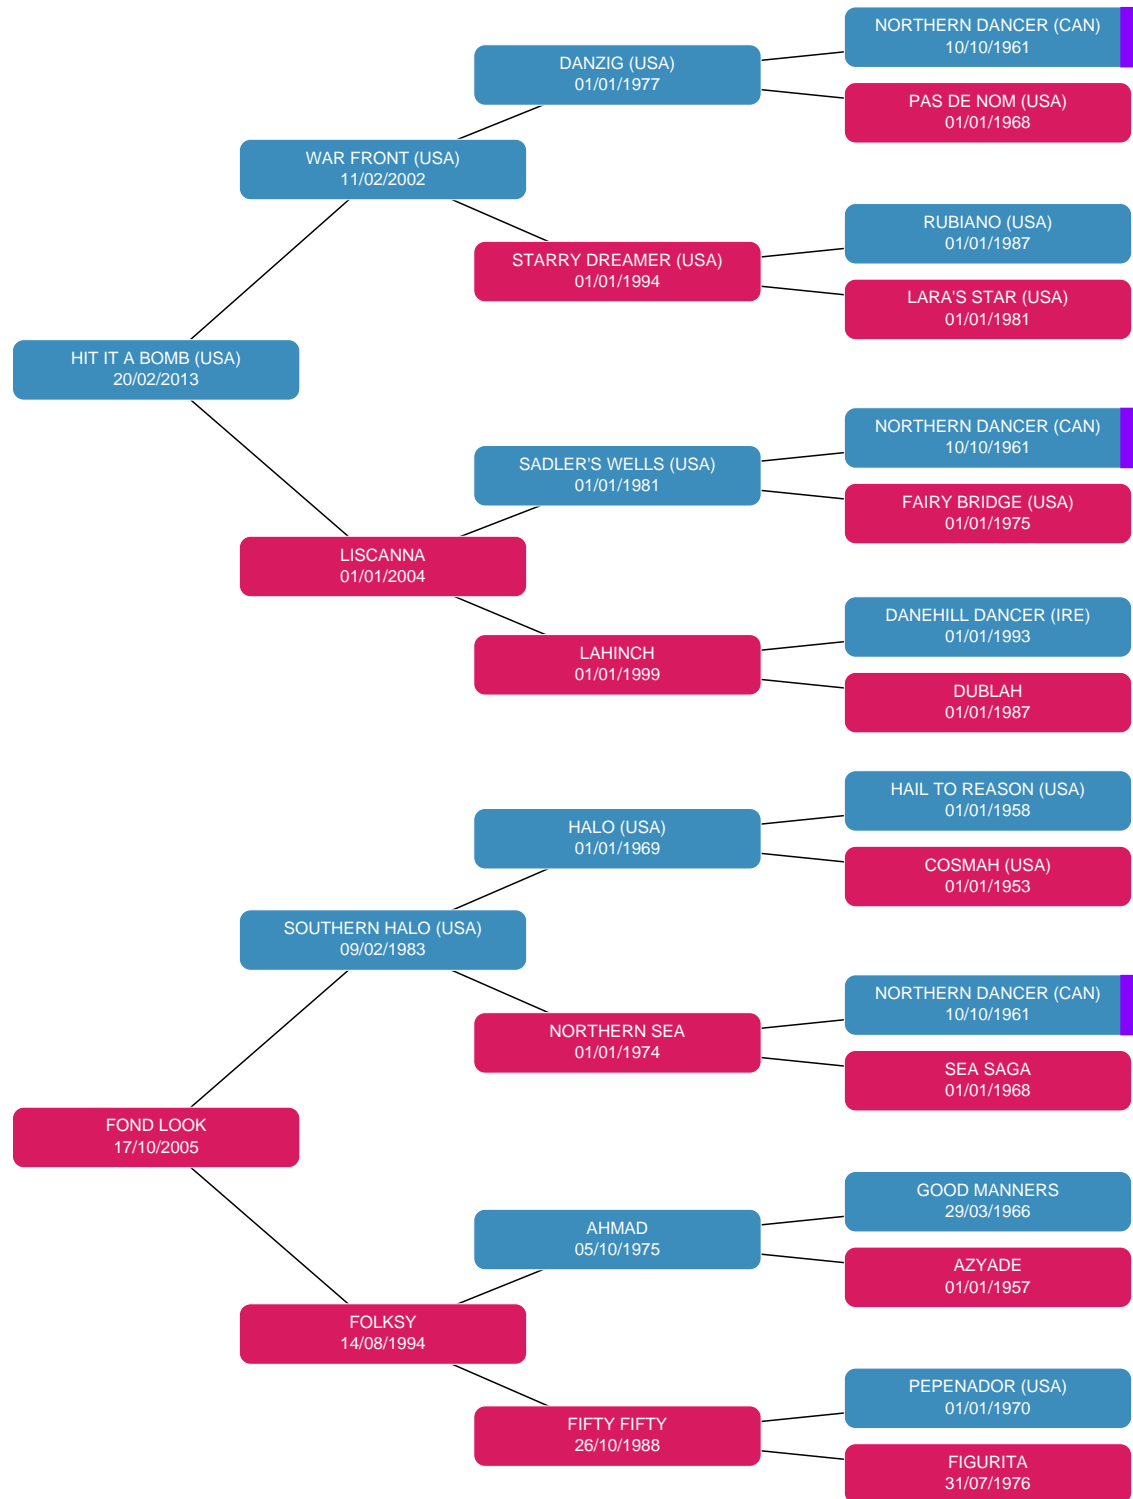 NORTHERN DANCER (CAN)
10/10/1961
DANZIG (USA)
01/01/1977
PAS DE NOM (USA)
01/01/1968
WAR FRONT (USA)
11/02/2002
RUBIANO (USA)
01/01/1987
STARRY DREAMER (USA)
01/01/1994
LARA'S STAR (USA)
01/01/1981
HIT IT A BOMB (USA)
20/02/2013
NORTHERN DANCER (CAN)
10/10/1961
SADLER'S WELLS (USA)
01/01/1981
FAIRY BRIDGE (USA)
01/01/1975
LISCANNA
01/01/2004
DANEHILL DANCER (IRE)
01/01/1993
LAHINCH
01/01/1999
DUBLAH
01/01/1987
HAIL TO REASON (USA)
01/01/1958
HALO (USA)
01/01/1969
COSMAH (USA)
01/01/1953
SOUTHERN HALO (USA)
09/02/1983
NORTHERN DANCER (CAN)
10/10/1961
NORTHERN SEA
01/01/1974
SEA SAGA
01/01/1968
FOND LOOK
17/10/2005
GOOD MANNERS
29/03/1966
AHMAD
05/10/1975
AZYADE
01/01/1957
FOLKSY
14/08/1994
PEPENADOR (USA)
01/01/1970
FIFTY FIFTY
26/10/1988
FIGURITA
31/07/1976